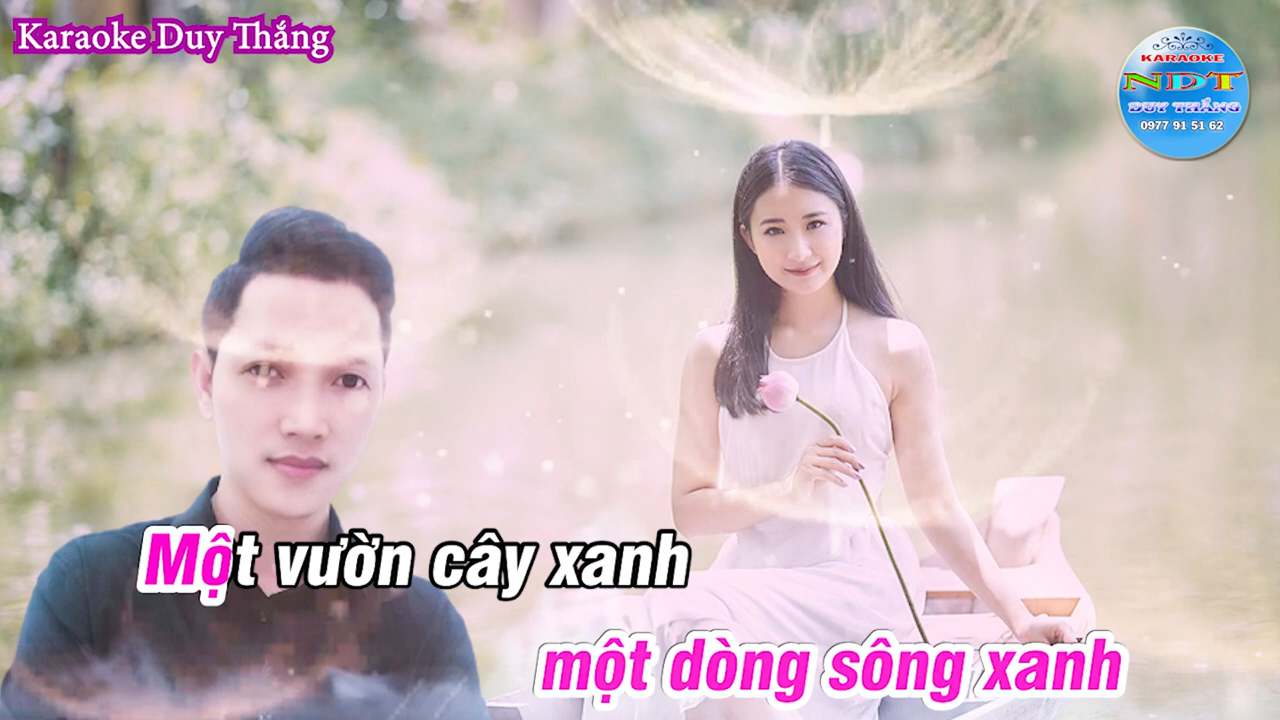 Karaoke Duy Thắng
KARAOKE
NDT
DUY THẮNG
0977 91 51 62
Một vườn cây xanh
một dòng sông xanh